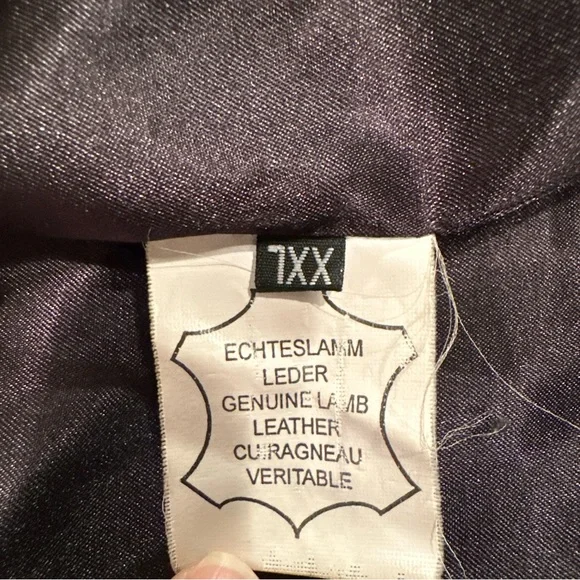 XXL
ECHTESLAMM
LEDER
GENUINE LAMB
LEATHER
CUIRAGNEAU
VERITABLE